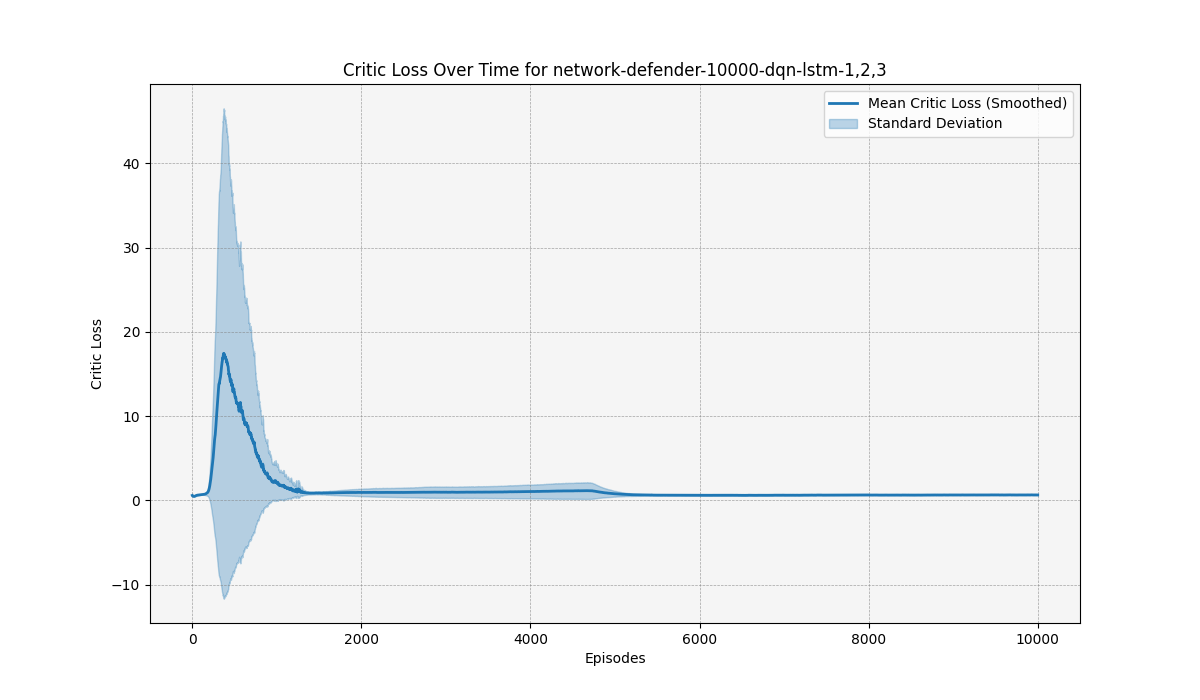 Critic Loss Over Time for network-defender-10000-dqn-lstm-1,2,3
Mean Critic Loss (Smoothed)
Standard Deviation
Critic Loss
40
30
20
10
0
−10
0 2000 4000 6000 8000 10000
Episodes